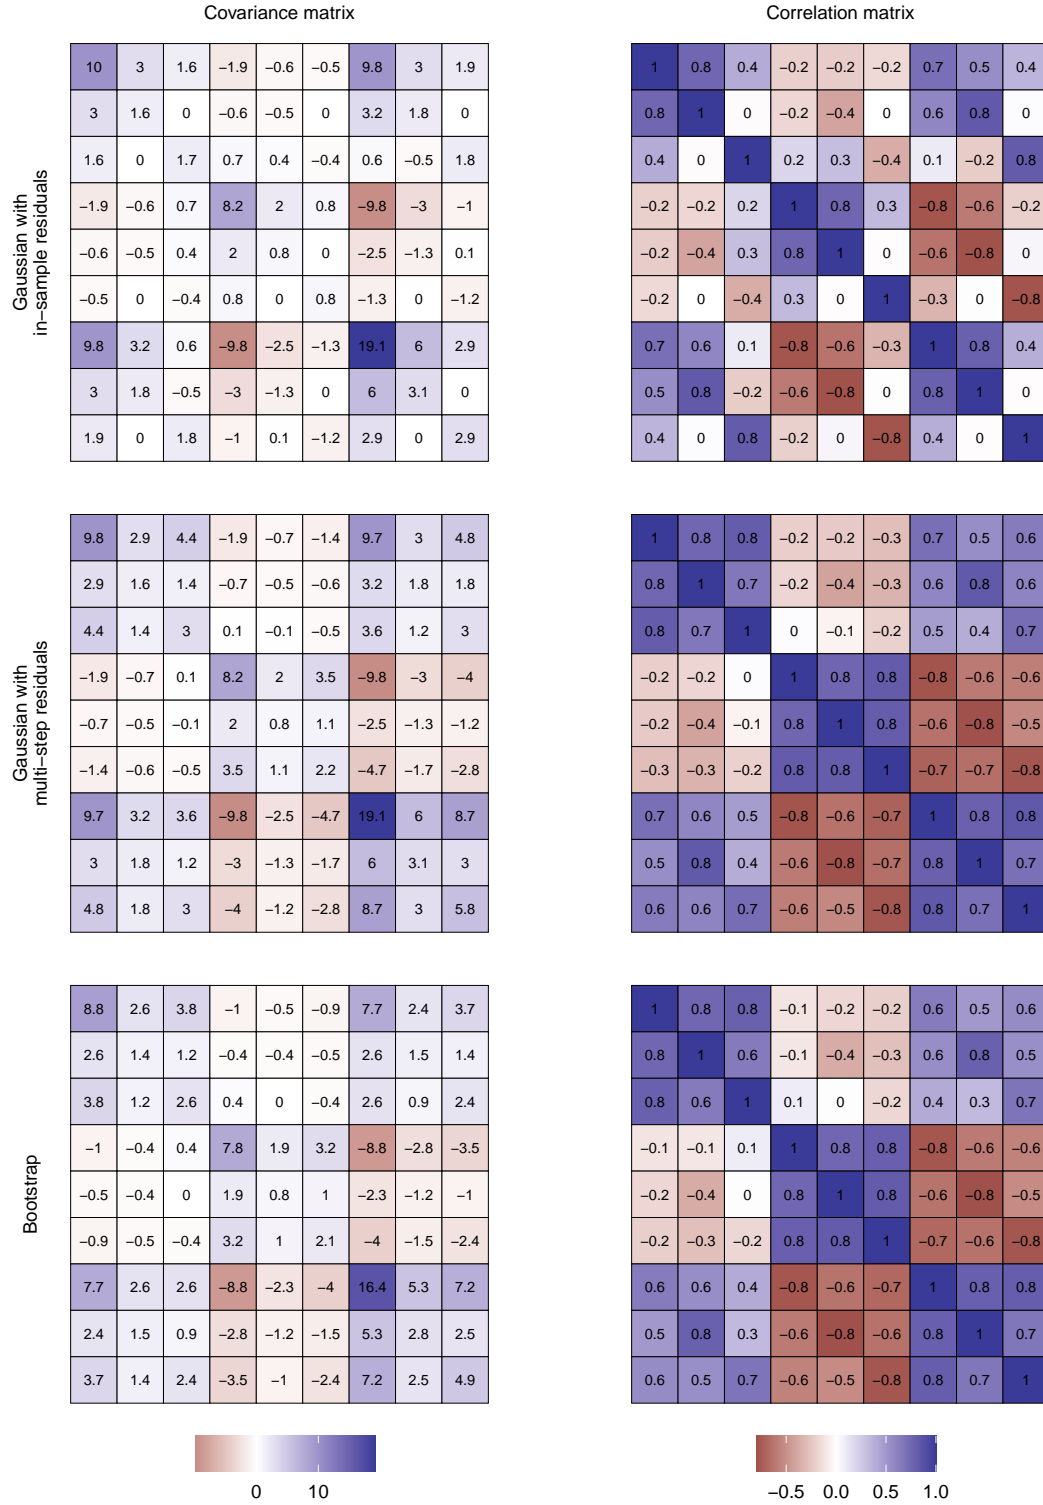 Covariance matrix Correlation matrix
Gaussian with
in−sample residuals
10 3 1.6 −1.9 −0.6 −0.5 9.8 3 1.9
3 1.6 0 −0.6 −0.5 0 3.2 1.8 0
1.6 0 1.7 0.7 0.4 −0.4 0.6 −0.5 1.8
−1.9 −0.6 0.7 8.2 2 0.8 −9.8 −3 −1
−0.6 −0.5 0.4 2 0.8 0 −2.5 −1.3 0.1
−0.5 0 −0.4 0.8 0 0.8 −1.3 0 −1.2
9.8 3.2 0.6 −9.8 −2.5 −1.3 19.1 6 2.9
3 1.8 −0.5 −3 −1.3 0 6 3.1 0
1.9 0 1.8 −1 0.1 −1.2 2.9 0 2.9
1 0.8 0.4 −0.2 −0.2 −0.2 0.7 0.5 0.4
0.8 1 0 −0.2 −0.4 0 0.6 0.8 0
0.4 0 1 0.2 0.3 −0.4 0.1 −0.2 0.8
−0.2 −0.2 0.2 1 0.8 0.3 −0.8 −0.6 −0.2
−0.2 −0.4 0.3 0.8 1 0 −0.6 −0.8 0
−0.2 0 −0.4 0.3 0 1 −0.3 0 −0.8
0.7 0.6 0.1 −0.8 −0.6 −0.3 1 0.8 0.4
0.5 0.8 −0.2 −0.6 −0.8 0 0.8 1 0
0.4 0 0.8 −0.2 0 −0.8 0.4 0 1
Gaussian with
multi−step residuals
9.8 2.9 4.4 −1.9 −0.7 −1.4 9.7 3 4.8
2.9 1.6 1.4 −0.7 −0.5 −0.6 3.2 1.8 1.8
4.4 1.4 3 0.1 −0.1 −0.5 3.6 1.2 3
−1.9 −0.7 0.1 8.2 2 3.5 −9.8 −3 −4
−0.7 −0.5 −0.1 2 0.8 1.1 −2.5 −1.3 −1.2
−1.4 −0.6 −0.5 3.5 1.1 2.2 −4.7 −1.7 −2.8
9.7 3.2 3.6 −9.8 −2.5 −4.7 19.1 6 8.7
3 1.8 1.2 −3 −1.3 −1.7 6 3.1 3
4.8 1.8 3 −4 −1.2 −2.8 8.7 3 5.8
1 0.8 0.8 −0.2 −0.2 −0.3 0.7 0.5 0.6
0.8 1 0.7 −0.2 −0.4 −0.3 0.6 0.8 0.6
0.8 0.7 1 0 −0.1 −0.2 0.5 0.4 0.7
−0.2 −0.2 0 1 0.8 0.8 −0.8 −0.6 −0.6
−0.2 −0.4 −0.1 0.8 1 0.8 −0.6 −0.8 −0.5
−0.3 −0.3 −0.2 0.8 0.8 1 −0.7 −0.7 −0.8
0.7 0.6 0.5 −0.8 −0.6 −0.7 1 0.8 0.8
0.5 0.8 0.4 −0.6 −0.8 −0.7 0.8 1 0.7
0.6 0.6 0.7 −0.6 −0.5 −0.8 0.8 0.7 1
Bootstrap
8.8 2.6 3.8 −1 −0.5 −0.9 7.7 2.4 3.7
2.6 1.4 1.2 −0.4 −0.4 −0.5 2.6 1.5 1.4
3.8 1.2 2.6 0.4 0 −0.4 2.6 0.9 2.4
−1 −0.4 0.4 7.8 1.9 3.2 −8.8 −2.8 −3.5
−0.5 −0.4 0 1.9 0.8 1 −2.3 −1.2 −1
−0.9 −0.5 −0.4 3.2 1 2.1 −4 −1.5 −2.4
7.7 2.6 2.6 −8.8 −2.3 −4 16.4 5.3 7.2
2.4 1.5 0.9 −2.8 −1.2 −1.5 5.3 2.8 2.5
3.7 1.4 2.4 −3.5 −1 −2.4 7.2 2.5 4.9
1 0.8 0.8 −0.1 −0.2 −0.2 0.6 0.5 0.6
0.8 1 0.6 −0.1 −0.4 −0.3 0.6 0.8 0.5
0.8 0.6 1 0.1 0 −0.2 0.4 0.3 0.7
−0.1 −0.1 0.1 1 0.8 0.8 −0.8 −0.6 −0.6
−0.2 −0.4 0 0.8 1 0.8 −0.6 −0.8 −0.5
−0.2 −0.3 −0.2 0.8 0.8 1 −0.7 −0.6 −0.8
0.6 0.6 0.4 −0.8 −0.6 −0.7 1 0.8 0.8
0.5 0.8 0.3 −0.6 −0.8 −0.6 0.8 1 0.7
0.6 0.5 0.7 −0.6 −0.5 −0.8 0.8 0.7 1
0 10
−0.5 0.0 0.5 1.0